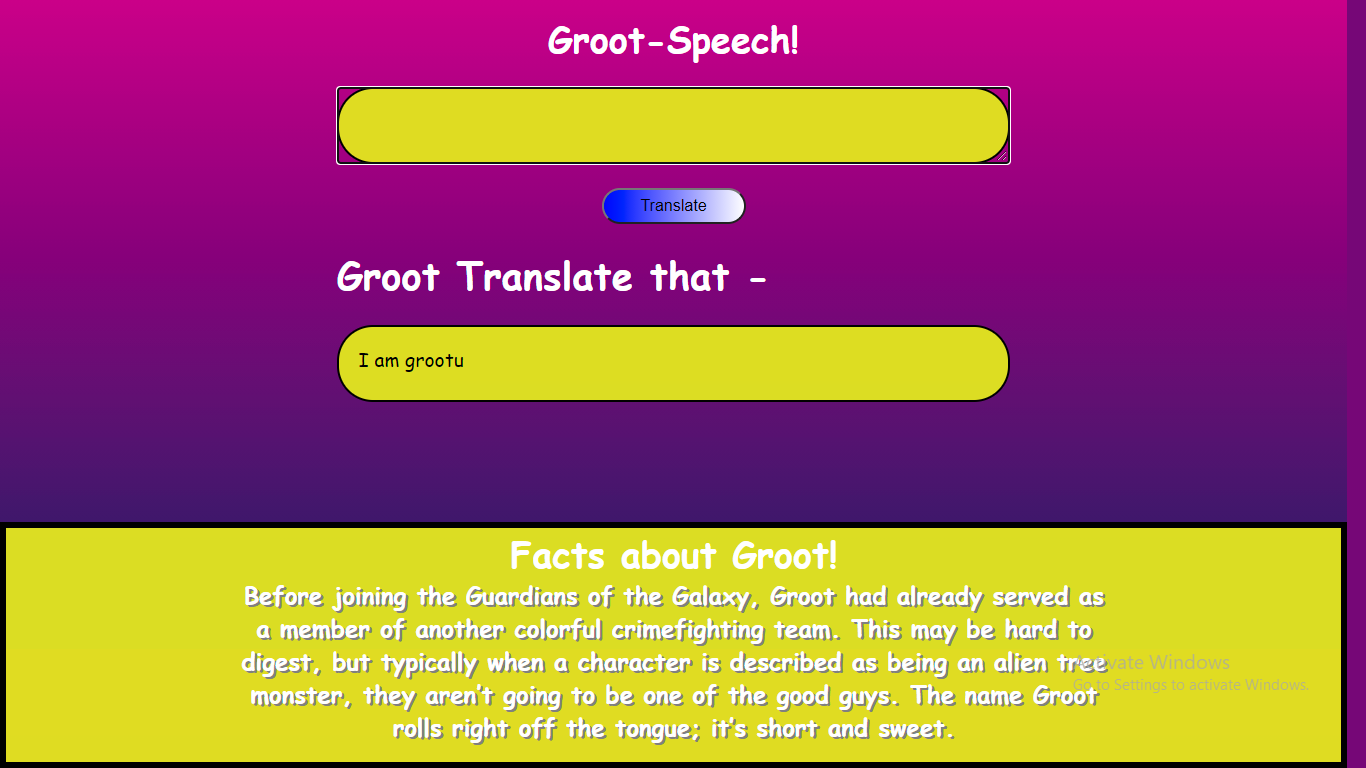 Groot-Speech!
Translate
Groot Translate that -
I am grootu
Facts about Groot!
Before joining the Guardians of the Galaxy, Groot had already served as
a member of another colorful crimefighting team. This may be hard to
digest, but typically when a character is described as being an alien tree
monster, they aren't going to be one of the good guys. The name Groot
rolls right off the tongue; it's short and sweet.
Activate Windows
Go to Settings to activate Windows.